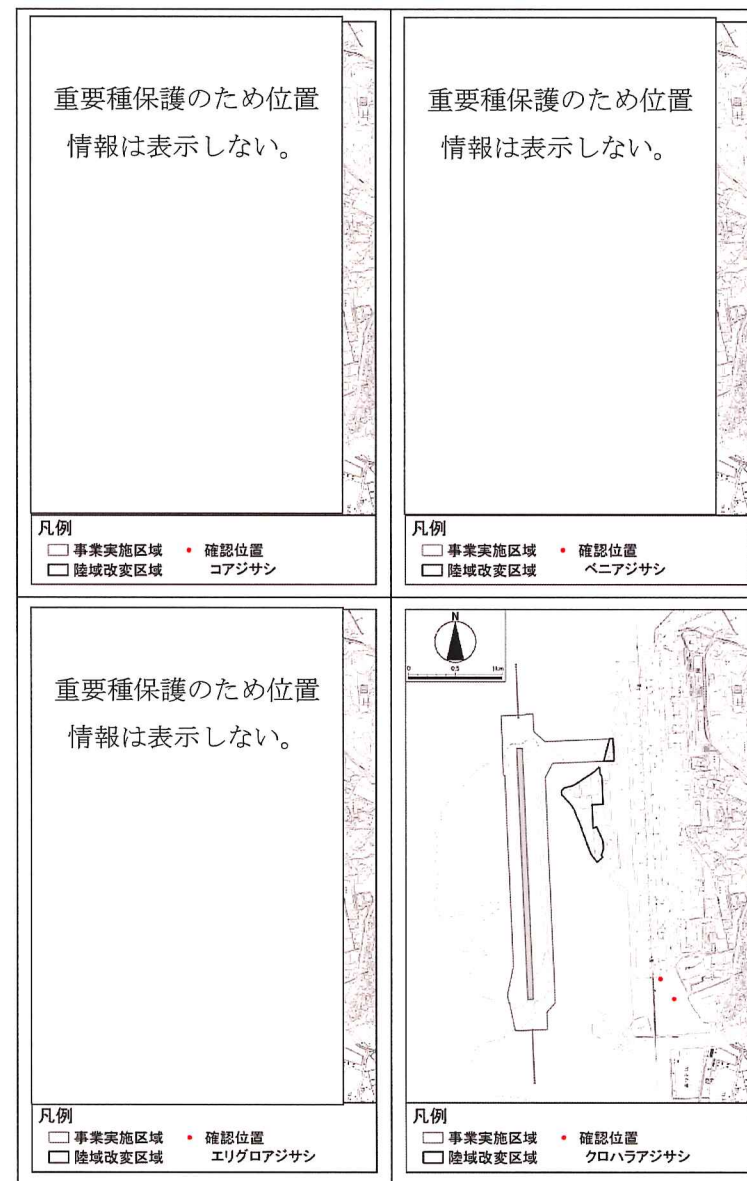 重要種保護のため位置
情報は表示しない。
凡例
事業実施区域 ・ 確認位置
陸域改変区域 コアジサシ
重要種保護のため位置
情報は表示しない。
凡例
事業実施区域 ・ 確認位置
陸域改変区域 ベニアジサシ
重要種保護のため位置
情報は表示しない。
凡例
事業実施区域 ・ 確認位置
陸域改変区域 エリグロアジサシ
N
0 0.5 1km
凡例
事業実施区域 ・ 確認位置
陸域改変区域 クロハラアジサシ